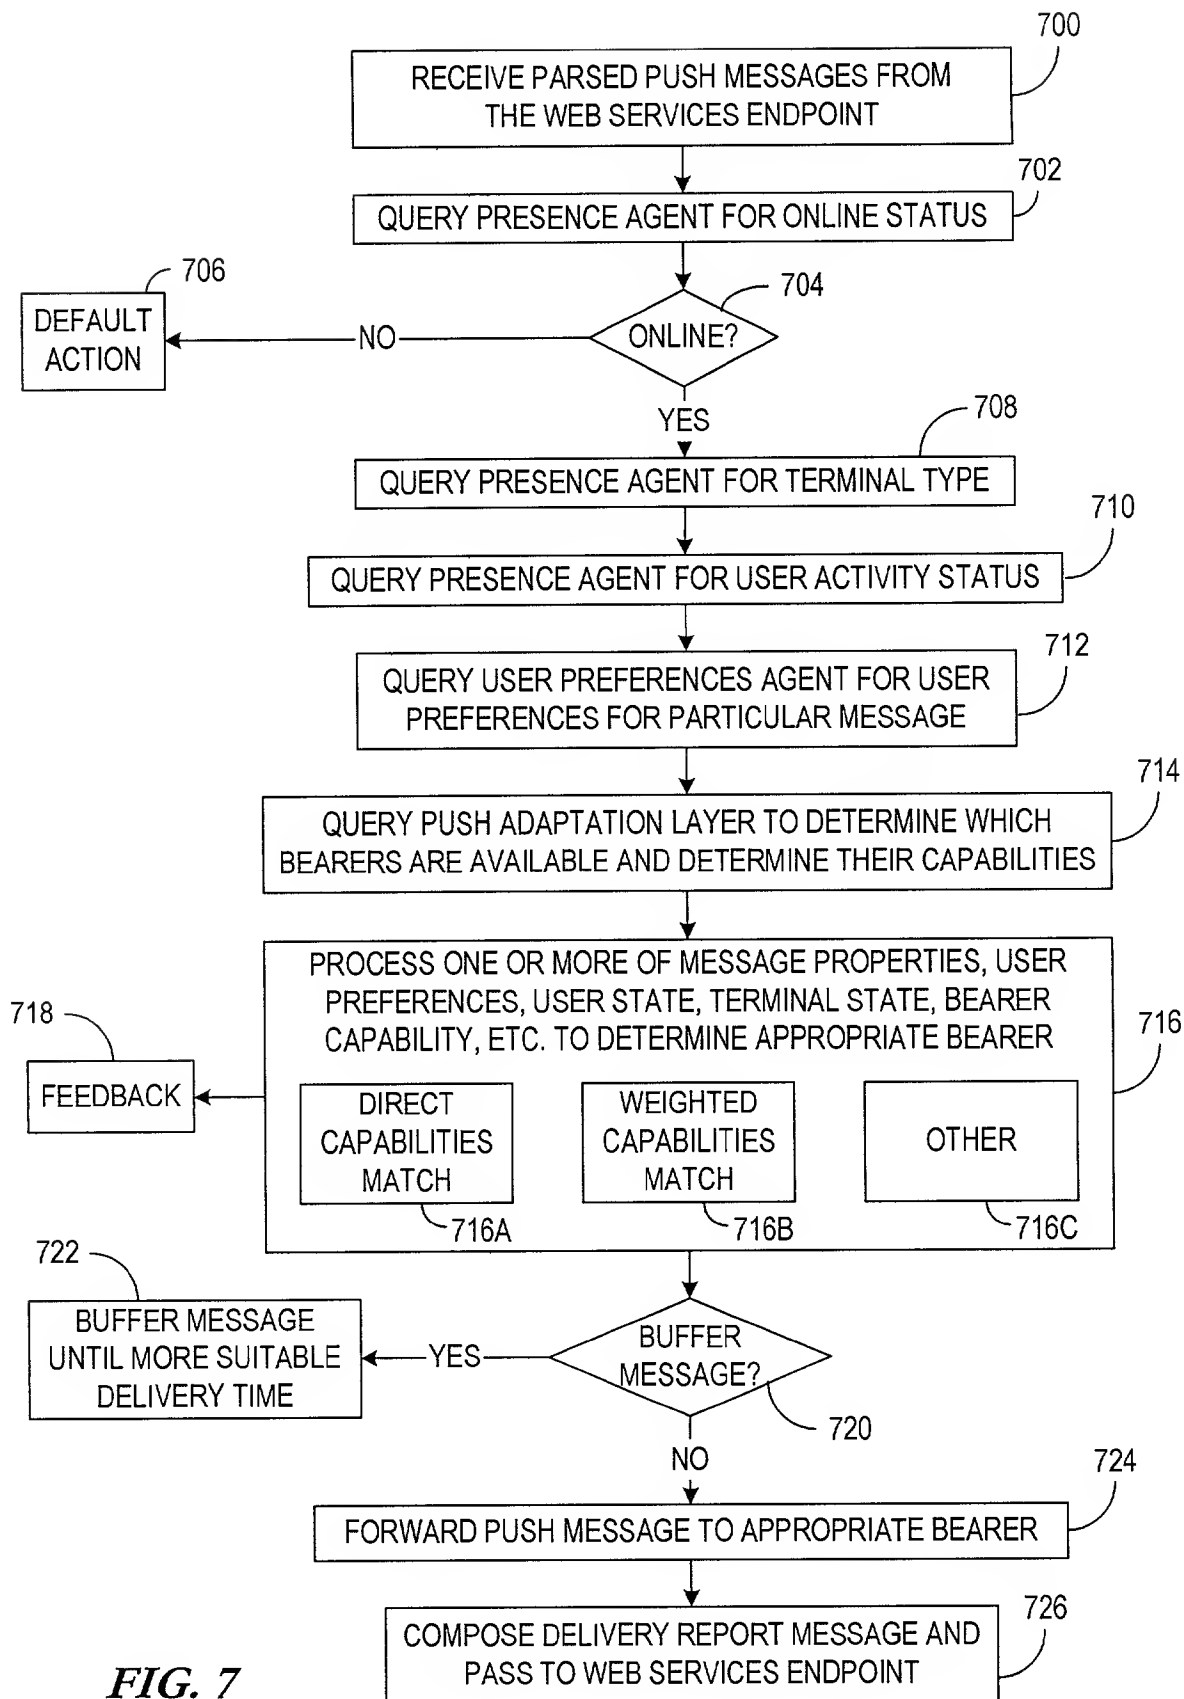 700
RECEIVE PARSED PUSH MESSAGES FROM
THE WEB SERVICES ENDPOINT
702
QUERY PRESENCE AGENT FOR ONLINE STATUS
706
704
DEFAULT
ACTION
NO
ONLINE?
YES
708
QUERY PRESENCE AGENT FOR TERMINAL TYPE
710
QUERY PRESENCE AGENT FOR USER ACTIVITY STATUS
712
QUERY USER PREFERENCES AGENT FOR USER
PREFERENCES FOR PARTICULAR MESSAGE
714
QUERY PUSH ADAPTATION LAYER TO DETERMINE WHICH
BEARERS ARE AVAILABLE AND DETERMINE THEIR CAPABILITIES
PROCESS ONE OR MORE OF MESSAGE PROPERTIES, USER
PREFERENCES, USER STATE, TERMINAL STATE, BEARER
CAPABILITY, ETC. TO DETERMINE APPROPRIATE BEARER
716
718
FEEDBACK
DIRECT
CAPABILITIES
MATCH
716A
WEIGHTED
CAPABILITIES
MATCH
716B
OTHER
716C
722
BUFFER MESSAGE
UNTIL MORE SUITABLE
DELIVERY TIME
YES
BUFFER
MESSAGE?
720
NO
724
FORWARD PUSH MESSAGE TO APPROPRIATE BEARER
726
COMPOSE DELIVERY REPORT MESSAGE AND
PASS TO WEB SERVICES ENDPOINT
FIG. 7